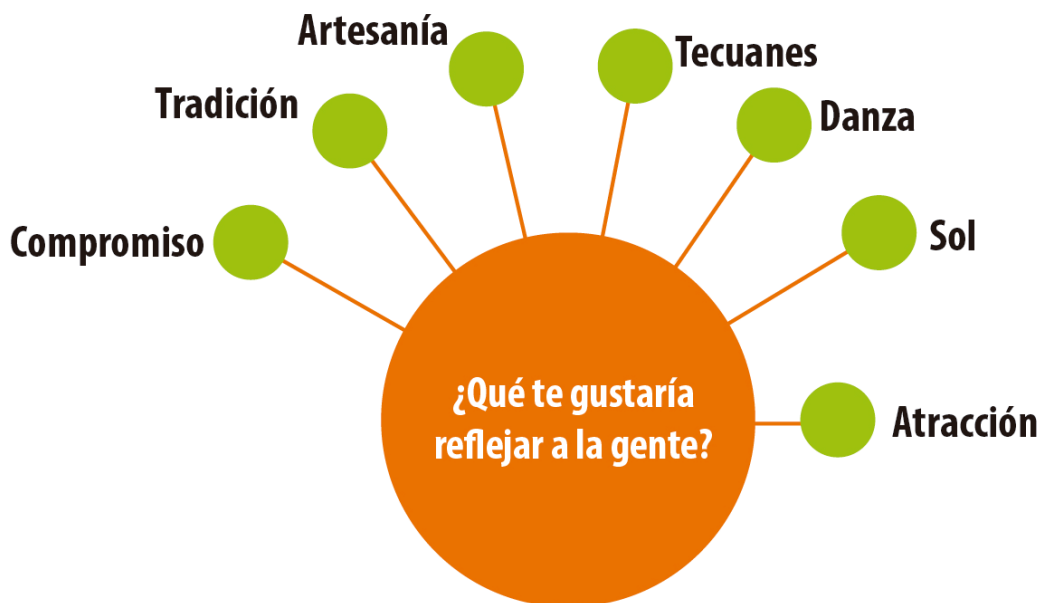 Artesanía
Tecuanes
Tradición
Danza
Compromiso
Sol
¿Qué te gustaría
reflejar a la gente?
Atracción